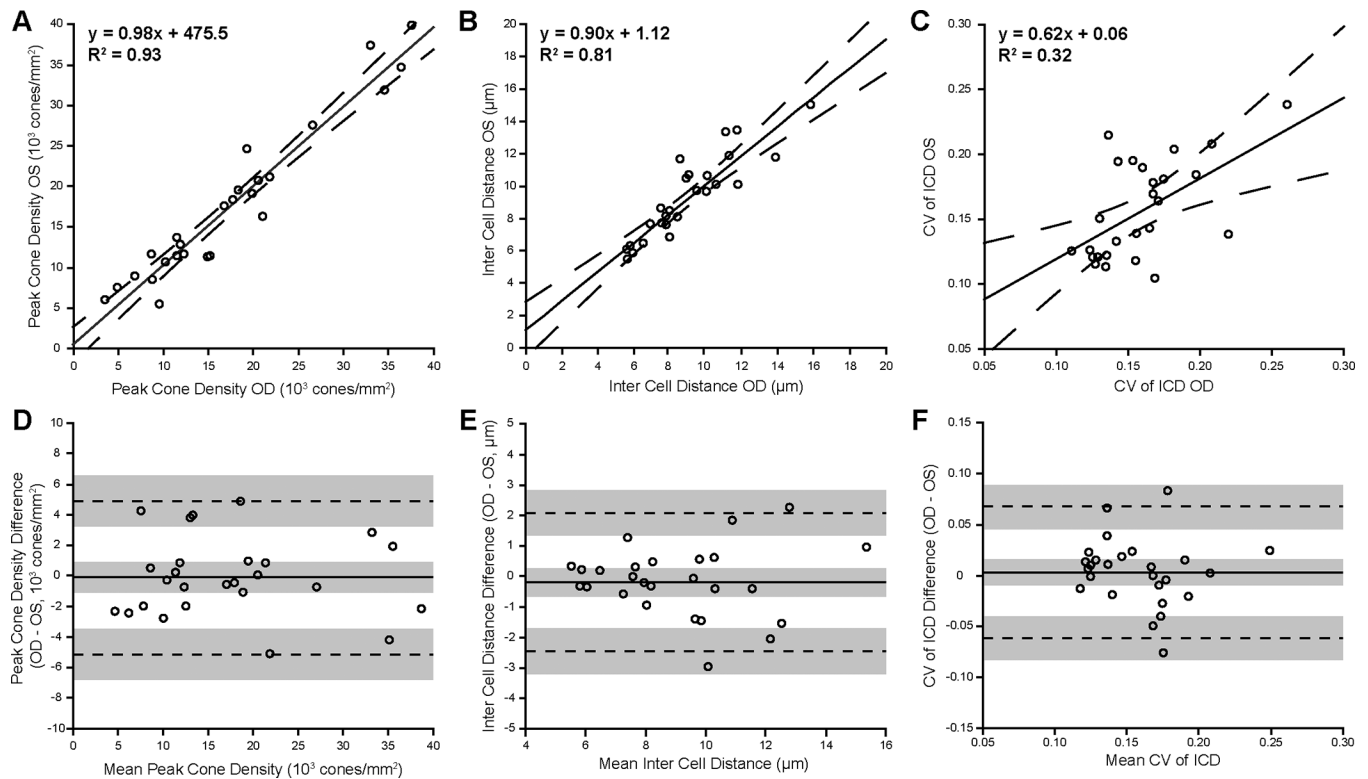 A
y = 0.98x + 475.5
R² = 0.93
Peak Cone Density OS (10³ cones/mm²)
40
35
30
25
20
15
10
5
0
0 5 10 15 20 25 30 35 40
Peak Cone Density OD (10³ cones/mm²)
B
y = 0.90x + 1.12
R² = 0.81
Inter Cell Distance OS (µm)
20
18
16
14
12
10
8
6
4
2
0
0 2 4 6 8 10 12 14 16 18 20
Inter Cell Distance OD (µm)
C
y = 0.62x + 0.06
R² = 0.32
CV of ICD OS
0.30
0.25
0.20
0.15
0.10
0.05
0.05 0.10 0.15 0.20 0.25 0.30
CV of ICD OD
D
Peak Cone Density Difference
(OD - OS, 10³ cones/mm²)
10
8
6
4
2
0
-2
-4
-6
-8
-10
0 5 10 15 20 25 30 35 40
Mean Peak Cone Density (10³ cones/mm²)
E
Inter Cell Distance Difference (OD - OS, µm)
5
4
3
2
1
0
-1
-2
-3
-4
-5
4 6 8 10 12 14 16
Mean Inter Cell Distance (µm)
F
CV of ICD Difference (OD - OS)
0.15
0.10
0.05
0
-0.05
-0.10
-0.15
0.05 0.10 0.15 0.20 0.25 0.30
Mean CV of ICD